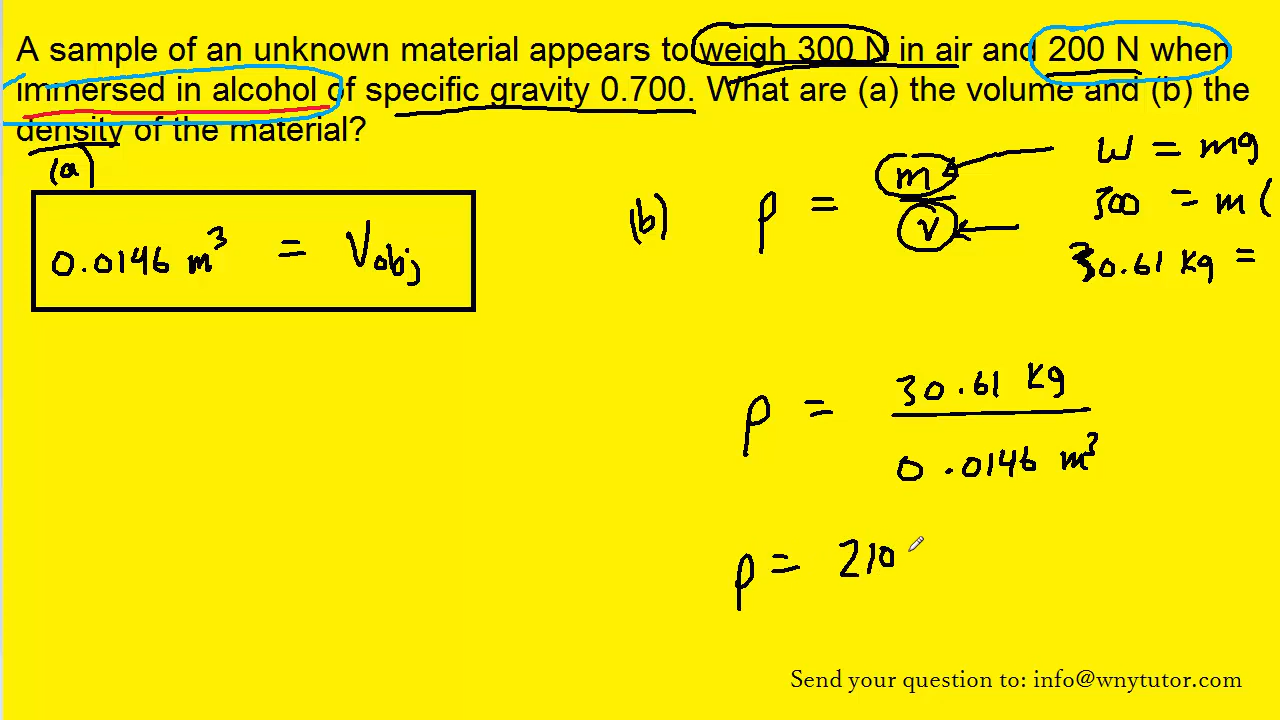 A sample of an unknown material appears to weigh 300 N in air and 200 N when
immersed in alcohol of specific gravity 0.700. What are (a) the volume and (b) the
density of the material?
(a)
0.0146 m³ = Vobj
(b) ρ = m / v
W = mg
300 = m (
30.61 kg =
ρ = 30.61 kg / 0.0146 m³
ρ = 210
Send your question to: info@wnytutor.com